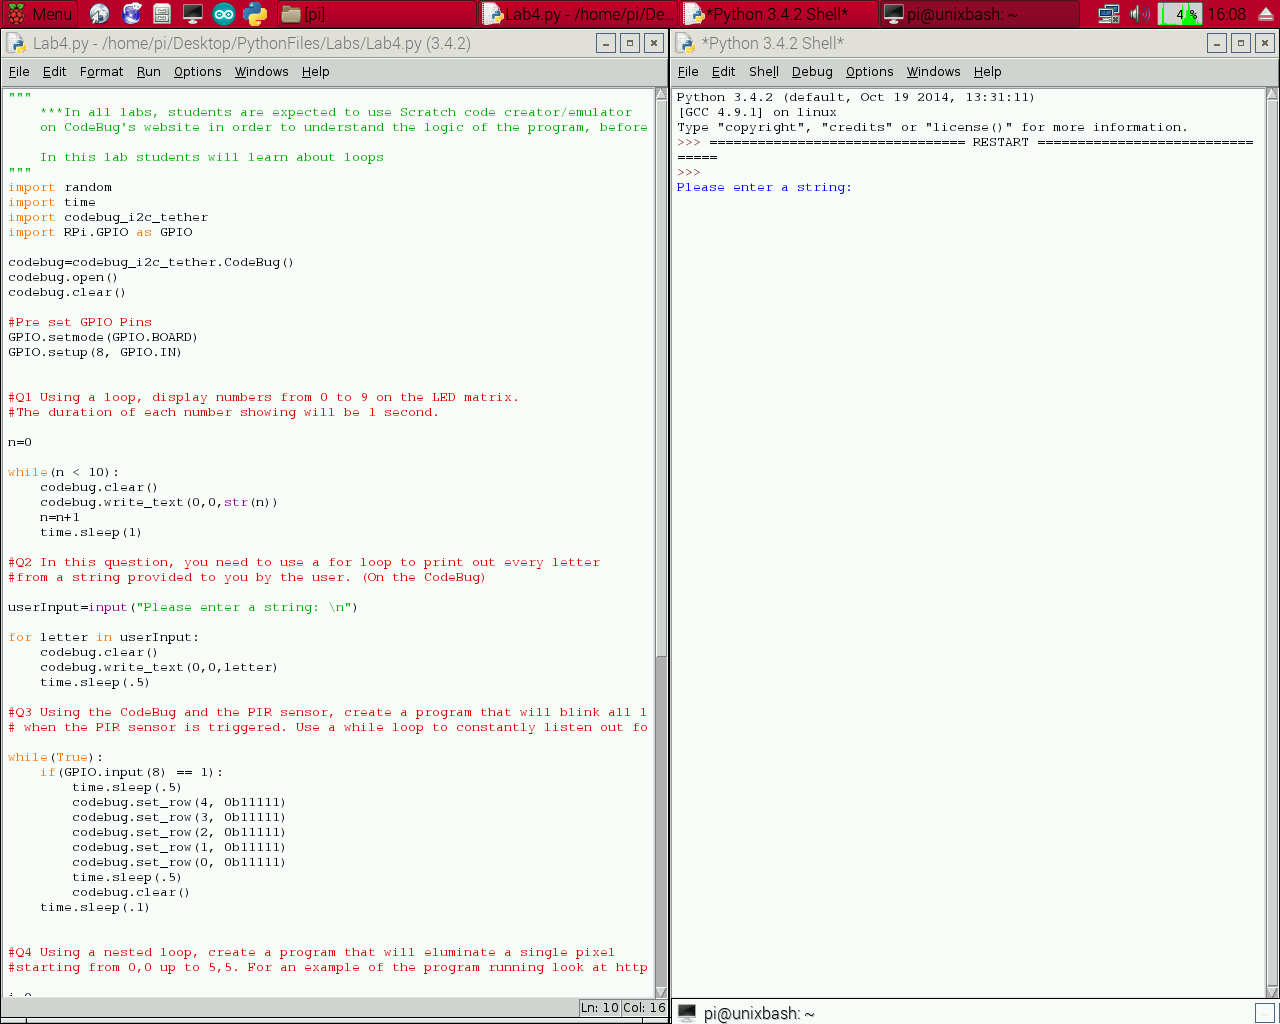 Menu
[pi]
Lab4.py - /home/pi/De...
*Python 3.4.2 Shell*
pi@unixbash: ~
4 %
16:08
Lab4.py - /home/pi/Desktop/PythonFiles/Labs/Lab4.py (3.4.2)
File Edit Format Run Options Windows Help
"""
    ***In all labs, students are expected to use Scratch code creator/emulator
    on CodeBug's website in order to understand the logic of the program, before
    In this lab students will learn about loops
"""
import random
import time
import codebug_i2c_tether
import RPi.GPIO as GPIO
codebug=codebug_i2c_tether.CodeBug()
codebug.open()
codebug.clear()
#Pre set GPIO Pins
GPIO.setmode(GPIO.BOARD)
GPIO.setup(8, GPIO.IN)
#Q1 Using a loop, display numbers from 0 to 9 on the LED matrix.
#The duration of each number showing will be 1 second.
n=0
while(n < 10):
    codebug.clear()
    codebug.write_text(0,0,str(n))
    n=n+1
    time.sleep(1)
#Q2 In this question, you need to use a for loop to print out every letter
#from a string provided to you by the user. (On the CodeBug)
userInput=input("Please enter a string: \n")
for letter in userInput:
    codebug.clear()
    codebug.write_text(0,0,letter)
    time.sleep(.5)
#Q3 Using the CodeBug and the PIR sensor, create a program that will blink all l
# when the PIR sensor is triggered. Use a while loop to constantly listen out fo
while(True):
    if(GPIO.input(8) == 1):
        time.sleep(.5)
        codebug.set_row(4, 0b11111)
        codebug.set_row(3, 0b11111)
        codebug.set_row(2, 0b11111)
        codebug.set_row(1, 0b11111)
        codebug.set_row(0, 0b11111)
        time.sleep(.5)
        codebug.clear()
    time.sleep(.1)
#Q4 Using a nested loop, create a program that will eluminate a single pixel
#starting from 0,0 up to 5,5. For an example of the program running look at http
Ln: 10 Col: 16
*Python 3.4.2 Shell*
File Edit Shell Debug Options Windows Help
Python 3.4.2 (default, Oct 19 2014, 13:31:11)
[GCC 4.9.1] on linux
Type "copyright", "credits" or "license()" for more information.
>>> ================================ RESTART ===========================
=====
>>>
Please enter a string:
pi@unixbash: ~